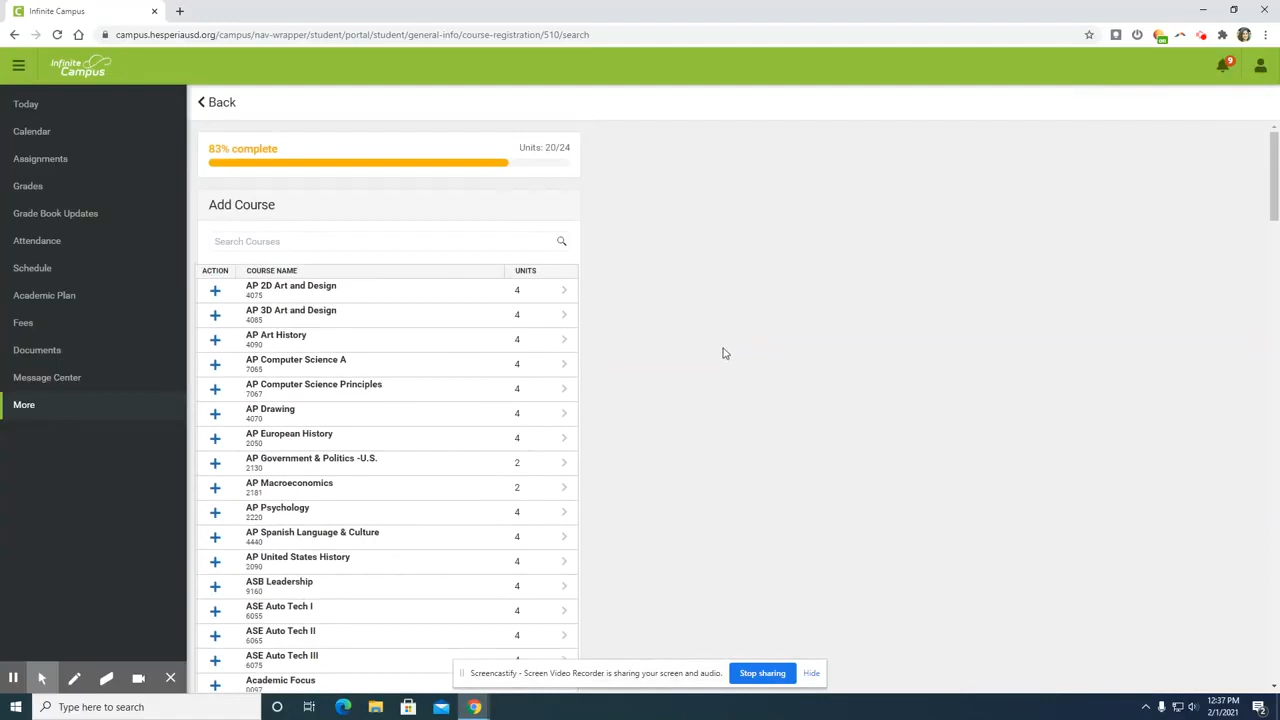 Infinite Campus
campus.hesperiausd.org/campus/nav-wrapper/student/portal/student/general-info/course-registration/510/search
Infinite
Campus
9
Today
Calendar
Assignments
Grades
Grade Book Updates
Attendance
Schedule
Academic Plan
Fees
Documents
Message Center
More
Back
83% complete
Units: 20/24
Add Course
Search Courses
ACTION COURSE NAME UNITS
AP 2D Art and Design 4
4075
AP 3D Art and Design 4
4085
AP Art History 4
4090
AP Computer Science A 4
7065
AP Computer Science Principles 4
7067
AP Drawing 4
4070
AP European History 4
2050
AP Government & Politics -U.S. 2
2130
AP Macroeconomics 2
2181
AP Psychology 4
2220
AP Spanish Language & Culture 4
4440
AP United States History 4
2090
ASB Leadership 4
9160
ASE Auto Tech I 4
6055
ASE Auto Tech II 4
6065
ASE Auto Tech III
6075
Academic Focus
0097
Screencastify - Screen Video Recorder is sharing your screen and audio. Stop sharing Hide
Type here to search
12:37 PM
2/1/2021
2